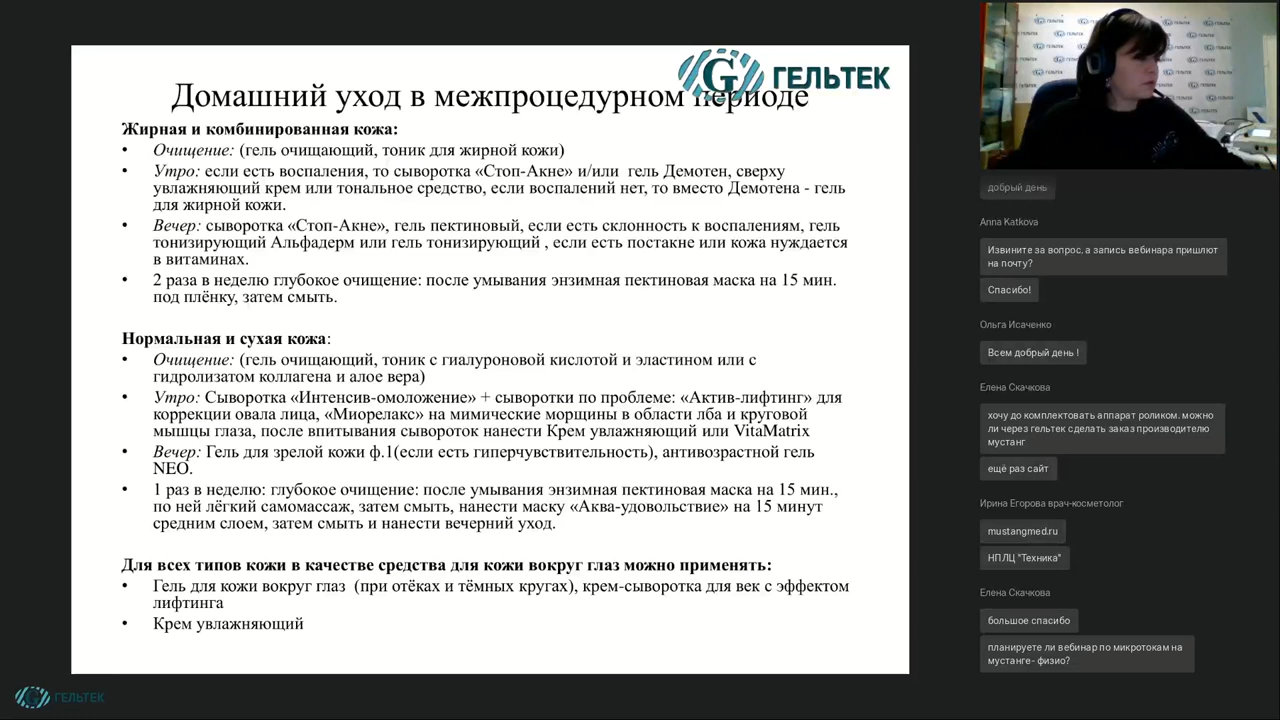 ГЕЛЬТЕК
Домашний уход в межпроцедурном периоде
Жирная и комбинированная кожа:
• Очищение: (гель очищающий, тоник для жирной кожи)
• Утро: если есть воспаления, то сыворотка «Стоп-Акне» и/или гель Демотен, сверху
увлажняющий крем или тональное средство, если воспалений нет, то вместо Демотена - гель
для жирной кожи.
• Вечер: сыворотка «Стоп-Акне», гель пектиновый, если есть склонность к воспалениям, гель
тонизирующий Альфадерм или гель тонизирующий , если есть постакне или кожа нуждается
в витаминах.
• 2 раза в неделю глубокое очищение: после умывания энзимная пектиновая маска на 15 мин.
под плёнку, затем смыть.
Нормальная и сухая кожа:
• Очищение: (гель очищающий, тоник с гиалуроновой кислотой и эластином или с
гидролизатом коллагена и алое вера)
• Утро: Сыворотка «Интенсив-омоложение» + сыворотки по проблеме: «Актив-лифтинг» для
коррекции овала лица, «Миорелакс» на мимические морщины в области лба и круговой
мышцы глаза, после впитывания сывороток нанести Крем увлажняющий или VitaMatrix
• Вечер: Гель для зрелой кожи ф.1(если есть гиперчувствительность), антивозрастной гель
NEO.
• 1 раз в неделю: глубокое очищение: после умывания энзимная пектиновая маска на 15 мин.,
по ней лёгкий самомассаж, затем смыть, нанести маску «Аква-удовольствие» на 15 минут
средним слоем, затем смыть и нанести вечерний уход.
Для всех типов кожи в качестве средства для кожи вокруг глаз можно применять:
• Гель для кожи вокруг глаз (при отёках и тёмных кругах), крем-сыворотка для век с эффектом
лифтинга
• Крем увлажняющий
ГЕЛЬТЕК
добрый день
Anna Katkova
Извините за вопрос, а запись вебинара пришлют
на почту?
Спасибо!
Ольга Исаченко
Всем добрый день !
Елена Скачкова
хочу до комплектовать аппарат роликом. можно
ли через гельтек сделать заказ производителю
мустанг
ещё раз сайт
Ирина Егорова врач-косметолог
mustangmed.ru
НПЛЦ "Техника"
Елена Скачкова
большое спасибо
планируете ли вебинар по микротокам на
мустанге- физио?